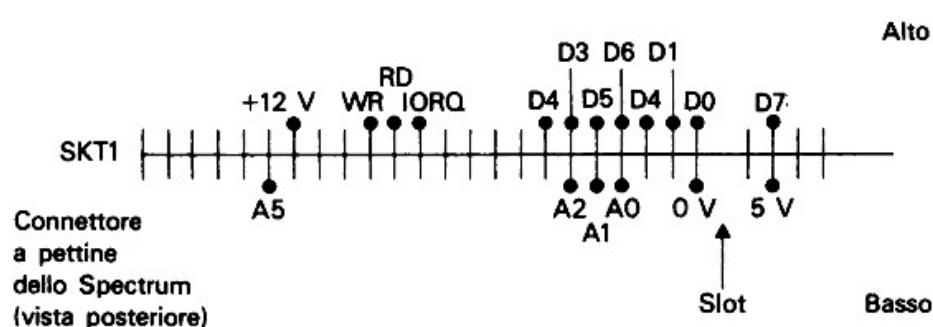 Alto
D3 D6 D1
RD
+12 V WR IORQ D4 D5 D4 D0 D7
SKT1
A5 A2 A0 0 V 5 V
A1
Connettore
a pettine
dello Spectrum
(vista posteriore)
Slot Basso